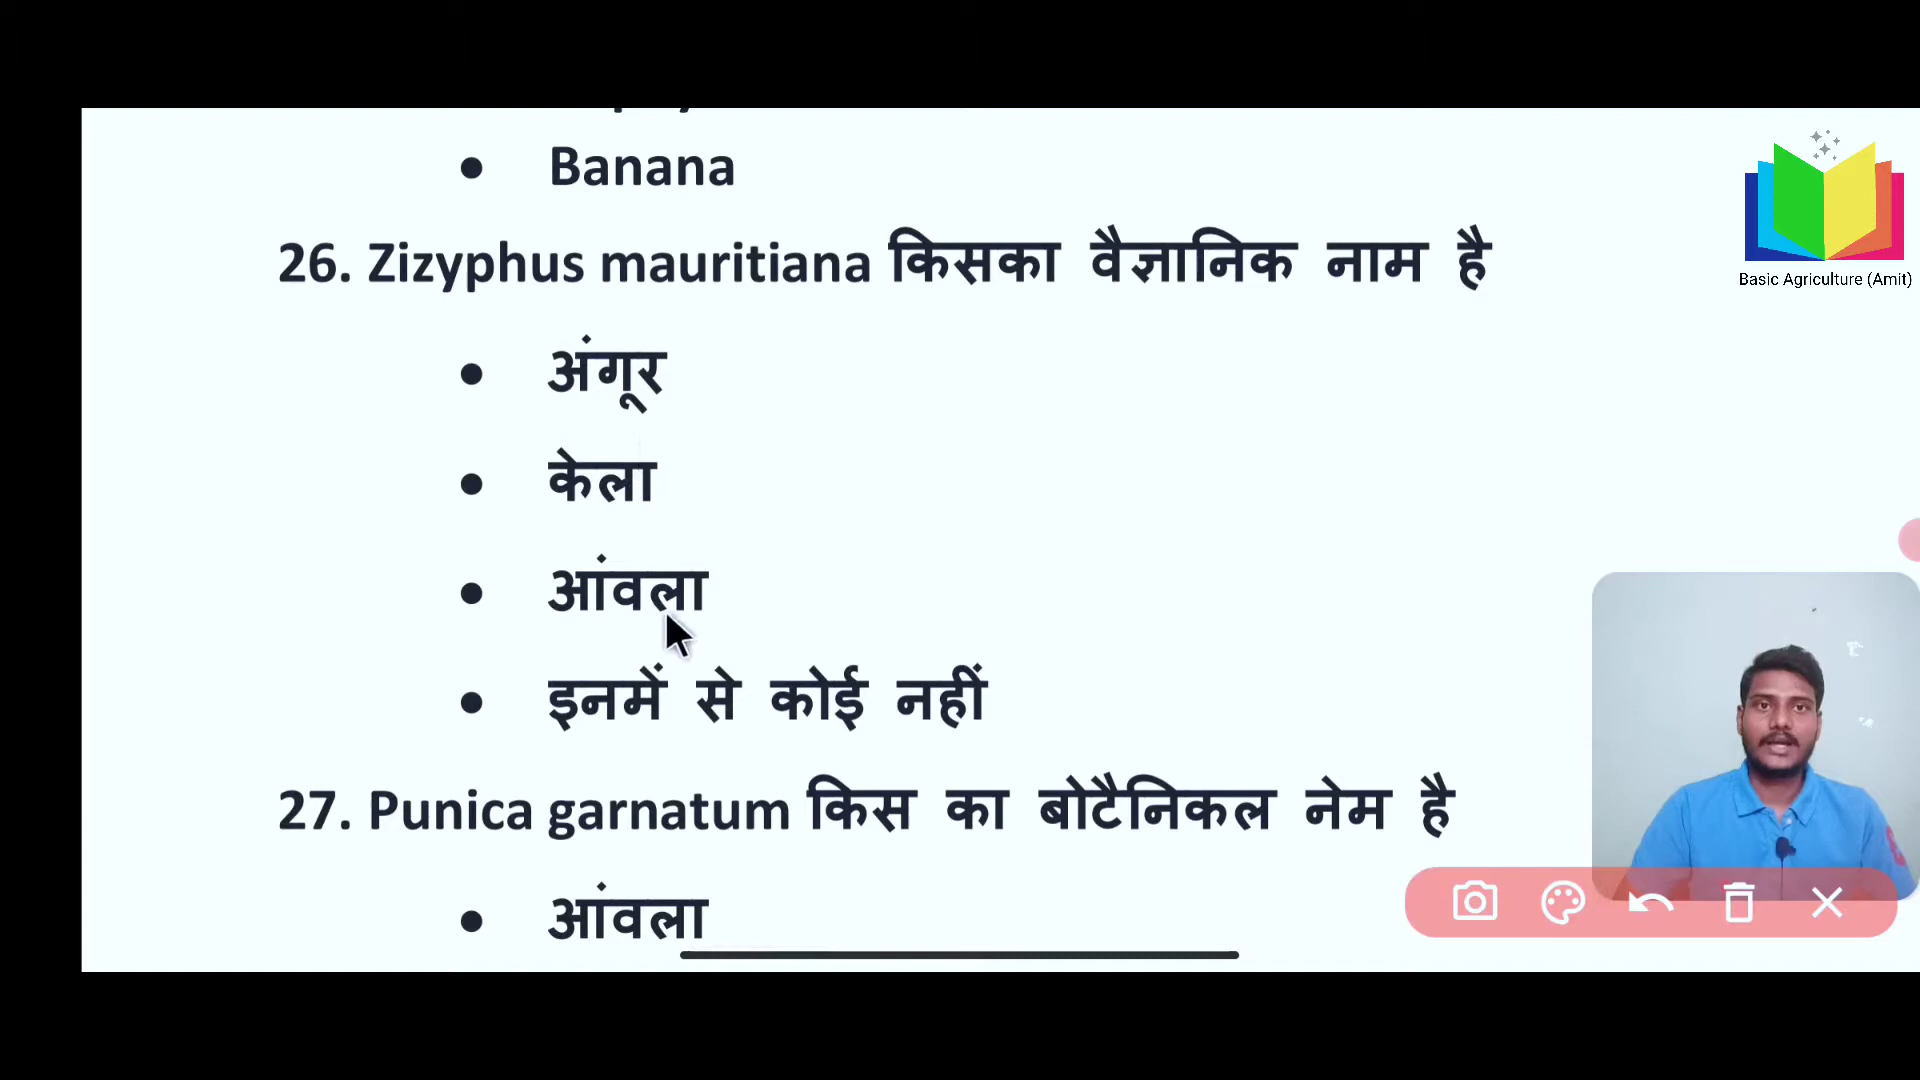 Banana
26. Zizyphus mauritiana किसका वैज्ञानिक नाम है
अंगूर
केला
आंवला
इनमें से कोई नहीं
27. Punica garnatum किस का बोटैनिकल नेम है
आंवला
Basic Agriculture (Amit)